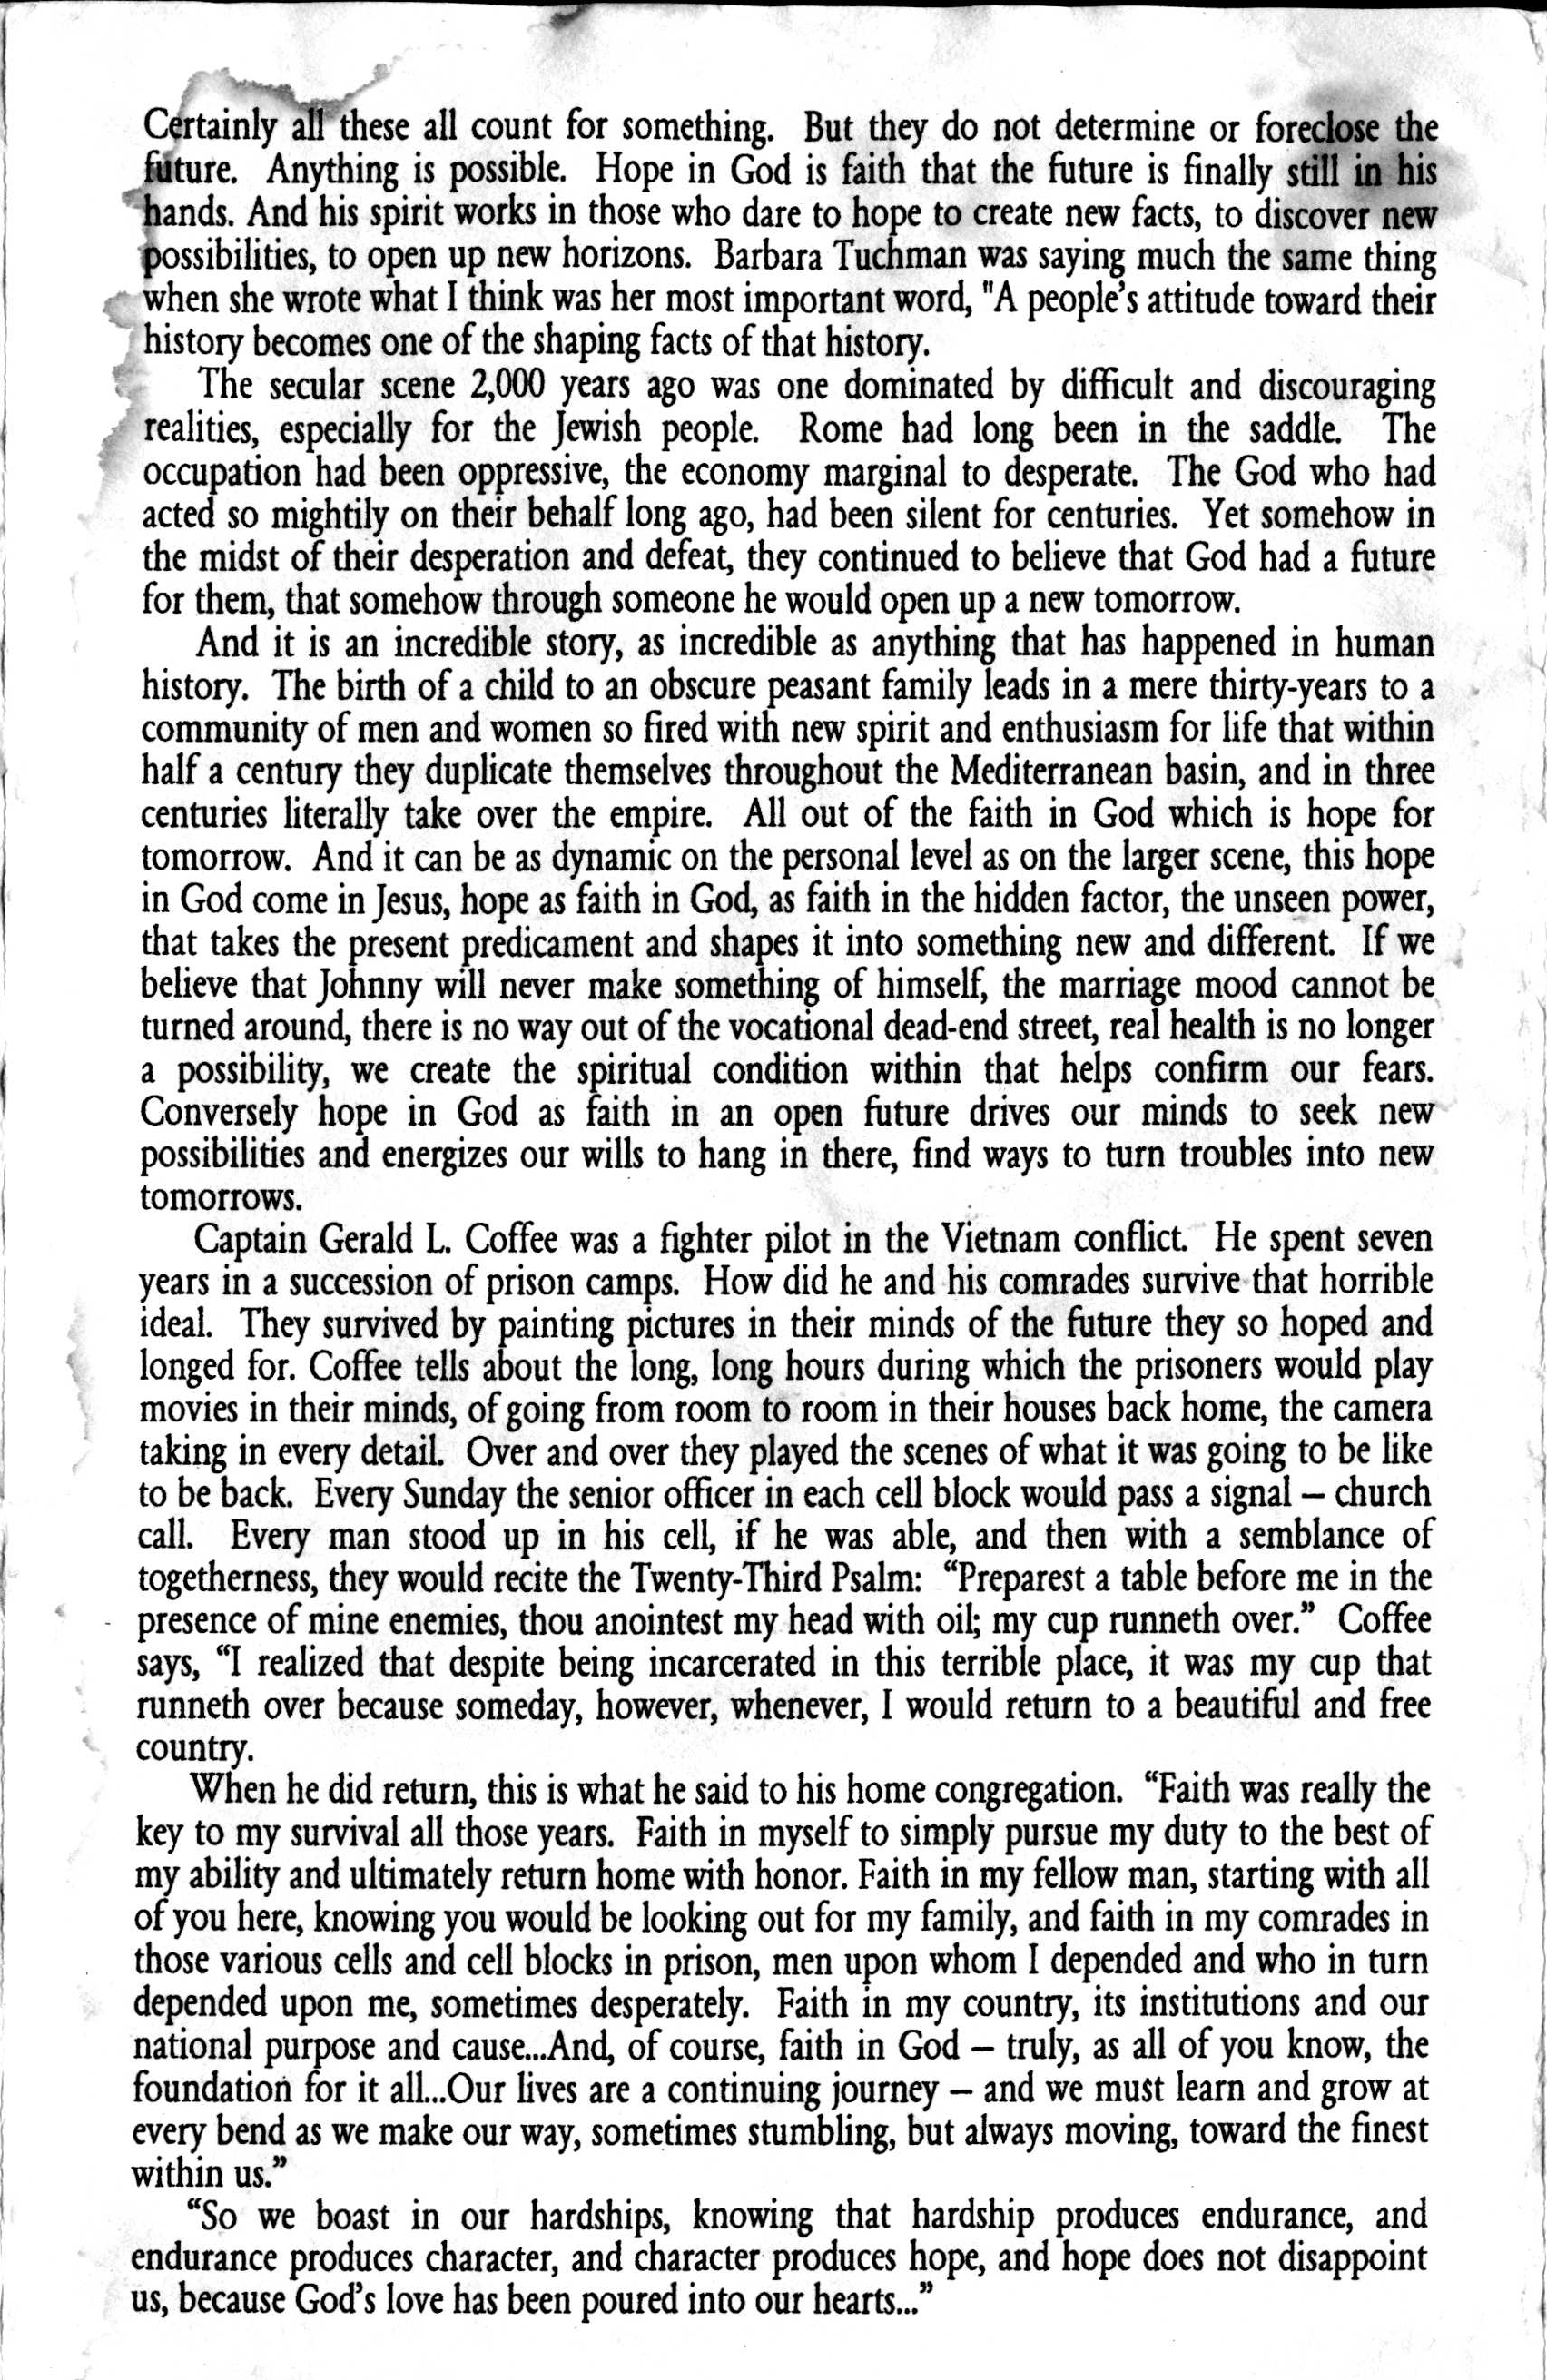 Certainly all these all count for something. But they do not determine or foreclose the
future. Anything is possible. Hope in God is faith that the future is finally still in his
hands. And his spirit works in those who dare to hope to create new facts, to discover new
possibilities, to open up new horizons. Barbara Tuchman was saying much the same thing
when she wrote what I think was her most important word, "A people's attitude toward their
history becomes one of the shaping facts of that history.
The secular scene 2,000 years ago was one dominated by difficult and discouraging
realities, especially for the Jewish people. Rome had long been in the saddle. The
occupation had been oppressive, the economy marginal to desperate. The God who had
acted so mightily on their behalf long ago, had been silent for centuries. Yet somehow in
the midst of their desperation and defeat, they continued to believe that God had a future
for them, that somehow through someone he would open up a new tomorrow.
And it is an incredible story, as incredible as anything that has happened in human
history. The birth of a child to an obscure peasant family leads in a mere thirty-years to a
community of men and women so fired with new spirit and enthusiasm for life that within
half a century they duplicate themselves throughout the Mediterranean basin, and in three
centuries literally take over the empire. All out of the faith in God which is hope for
tomorrow. And it can be as dynamic on the personal level as on the larger scene, this hope
in God come in Jesus, hope as faith in God, as faith in the hidden factor, the unseen power,
that takes the present predicament and shapes it into something new and different. If we
believe that Johnny will never make something of himself, the marriage mood cannot be
turned around, there is no way out of the vocational dead-end street, real health is no longer
a possibility, we create the spiritual condition within that helps confirm our fears.
Conversely hope in God as faith in an open future drives our minds to seek new
possibilities and energizes our wills to hang in there, find ways to turn troubles into new
tomorrows.
Captain Gerald L. Coffee was a fighter pilot in the Vietnam conflict. He spent seven
years in a succession of prison camps. How did he and his comrades survive that horrible
ideal. They survived by painting pictures in their minds of the future they so hoped and
longed for. Coffee tells about the long, long hours during which the prisoners would play
movies in their minds, of going from room to room in their houses back home, the camera
taking in every detail. Over and over they played the scenes of what it was going to be like
to be back. Every Sunday the senior officer in each cell block would pass a signal – church
call. Every man stood up in his cell, if he was able, and then with a semblance of
togetherness, they would recite the Twenty-Third Psalm: “Preparest a table before me in the
presence of mine enemies, thou anointest my head with oil; my cup runneth over.” Coffee
says, “I realized that despite being incarcerated in this terrible place, it was my cup that
runneth over because someday, however, whenever, I would return to a beautiful and free
country.
When he did return, this is what he said to his home congregation. “Faith was really the
key to my survival all those years. Faith in myself to simply pursue my duty to the best of
my ability and ultimately return home with honor. Faith in my fellow man, starting with all
of you here, knowing you would be looking out for my family, and faith in my comrades in
those various cells and cell blocks in prison, men upon whom I depended and who in turn
depended upon me, sometimes desperately. Faith in my country, its institutions and our
national purpose and cause...And, of course, faith in God – truly, as all of you know, the
foundation for it all...Our lives are a continuing journey – and we must learn and grow at
every bend as we make our way, sometimes stumbling, but always moving, toward the finest
within us.”
“So we boast in our hardships, knowing that hardship produces endurance, and
endurance produces character, and character produces hope, and hope does not disappoint
us, because God's love has been poured into our hearts...”